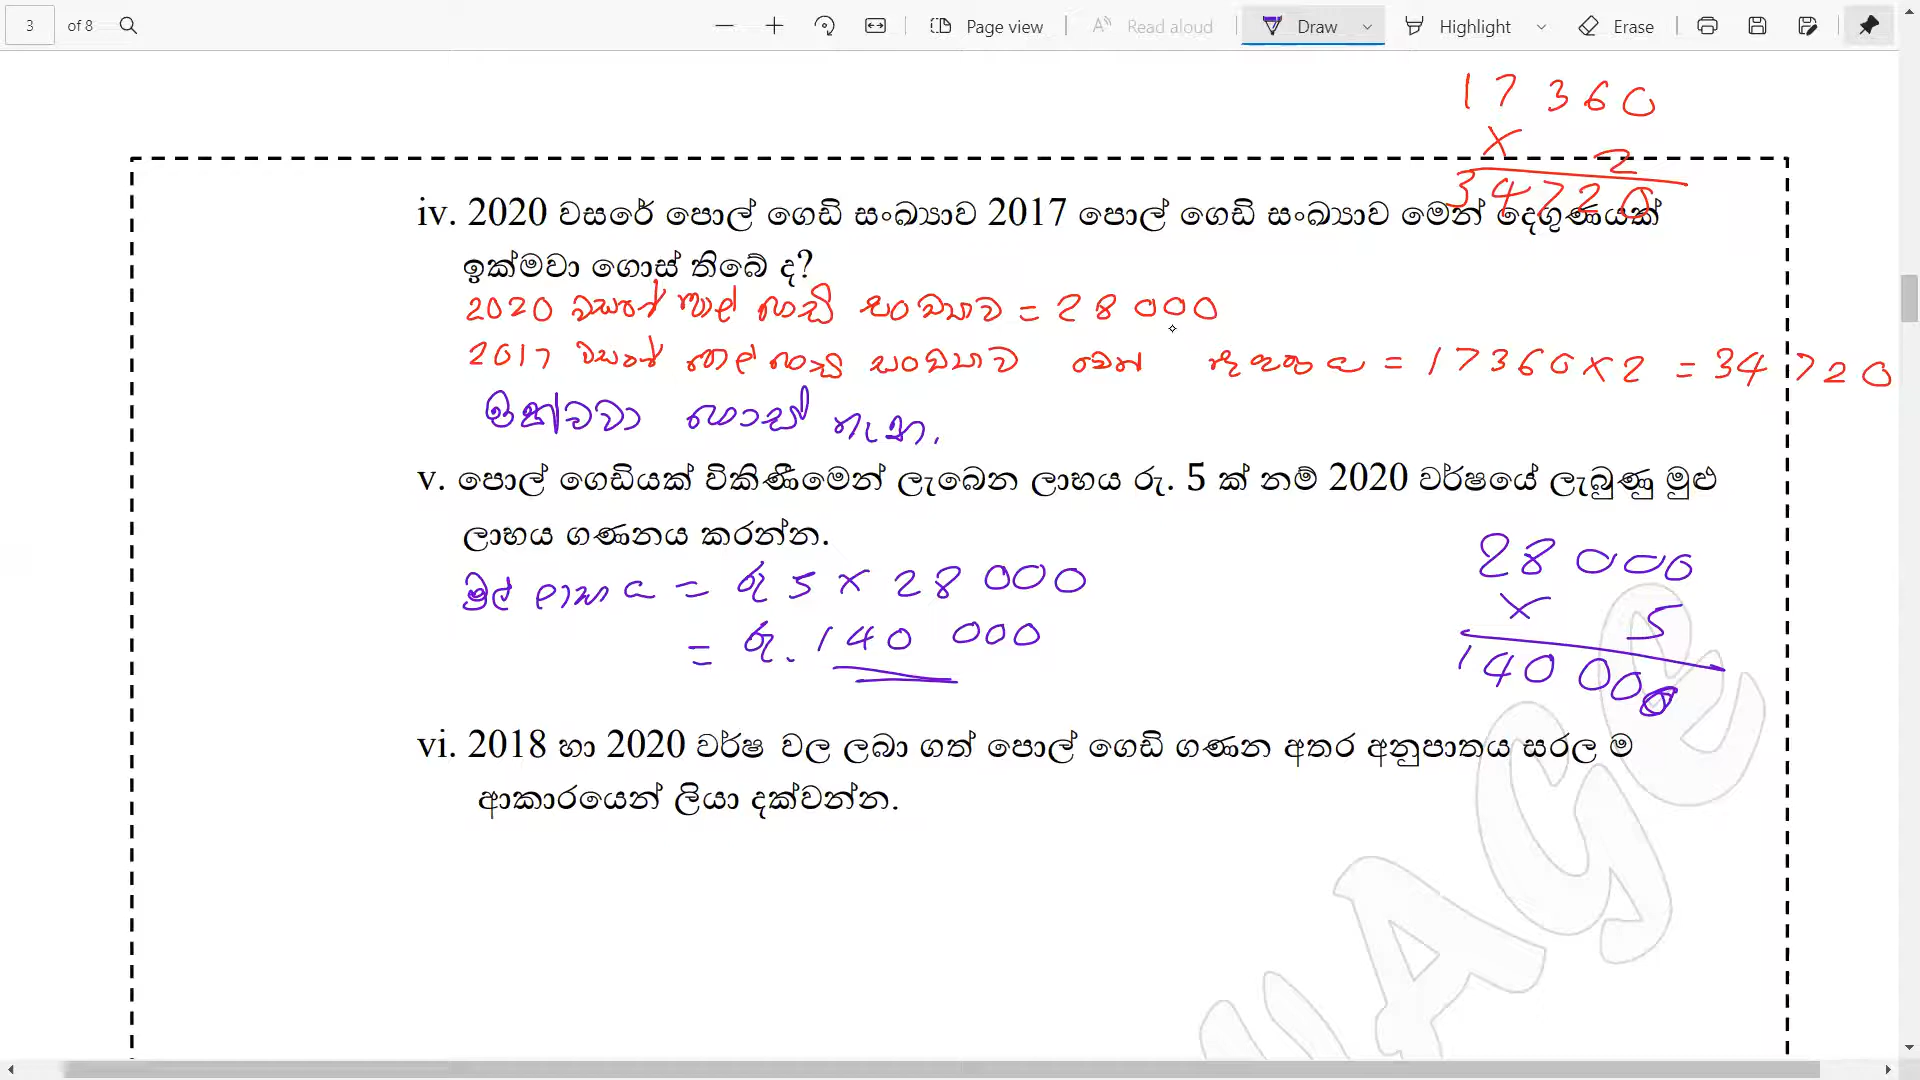 3 of 8 Page view Read aloud Draw Highlight Erase
17360
× 2
34720
iv. 2020 වසරේ පොල් ගෙඩි සංඛ්‍යාව 2017 පොල් ගෙඩි සංඛ්‍යාව මෙන් දෙගුණයක්
ඉක්මවා ගොස් තිබේ ද?
2020 වසරේ පොල් ගෙඩි සංඛ්‍යාව = 28 000
2017 වසරේ පොල් ගෙඩි සංඛ්‍යාව මෙන් දෙගුණය = 17360 × 2 = 34 720
ඉක්මවා ගොස් නැත.
v. පොල් ගෙඩියක් විකිණීමෙන් ලැබෙන ලාභය රු. 5 ක් නම් 2020 වර්ෂයේ ලැබුණු මුළු
ලාභය ගණනය කරන්න.
මුල් ලාභය = රු 5 × 28 000
= රු. 140 000
28000
× 5
140 000
vi. 2018 හා 2020 වර්ෂ වල ලබා ගත් පොල් ගෙඩි ගණන අතර අනුපාතය සරල ම
ආකාරයෙන් ලියා දක්වන්න.